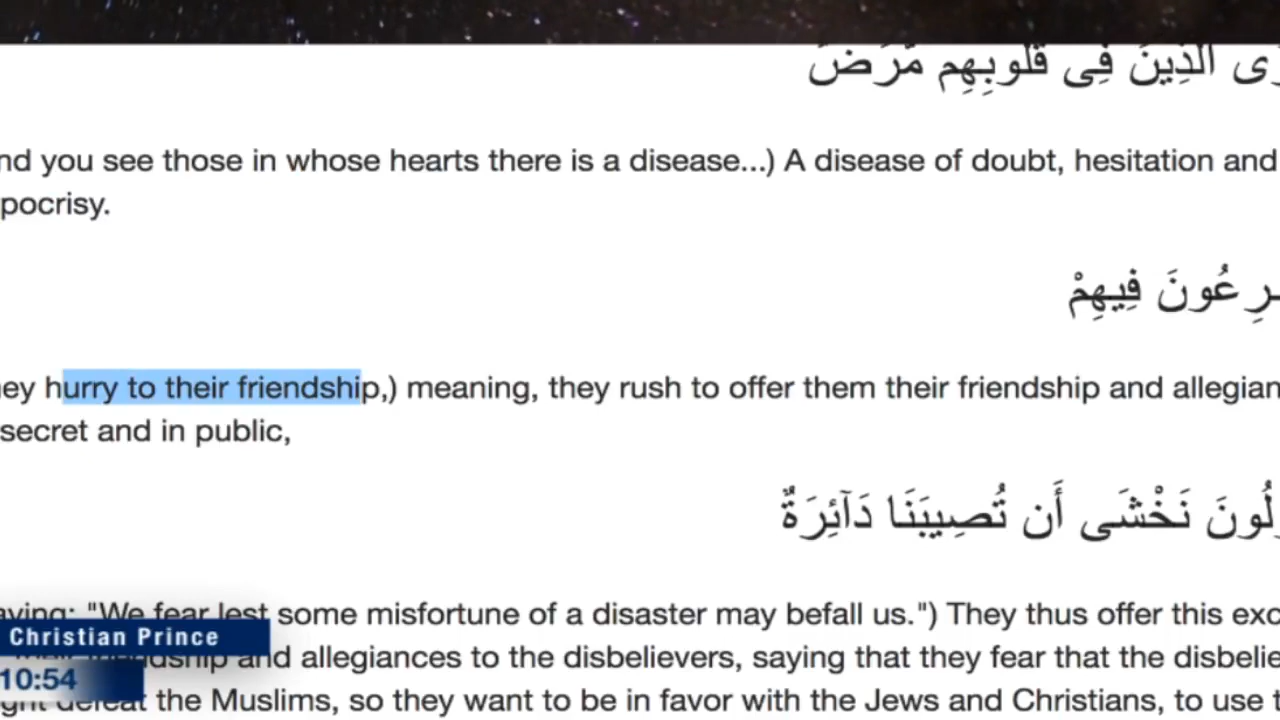 الَّذِينَ فِى قُلُوبِهِم مَّرَضٌ
nd you see those in whose hearts there is a disease...) A disease of doubt, hesitation and
pocrisy.
فِيهِمْ
ey hurry to their friendship,) meaning, they rush to offer them their friendship and allegian
secret and in public,
نَخْشَى أَن تُصِيبَنَا دَآئِرَةٌ
aying: "We fear lest some misfortune of a disaster may befall us.") They thus offer this exc
Christian Prince
friendship and allegiances to the disbelievers, saying that they fear that the disbelie
10:54
defeat the Muslims, so they want to be in favor with the Jews and Christians, to use t